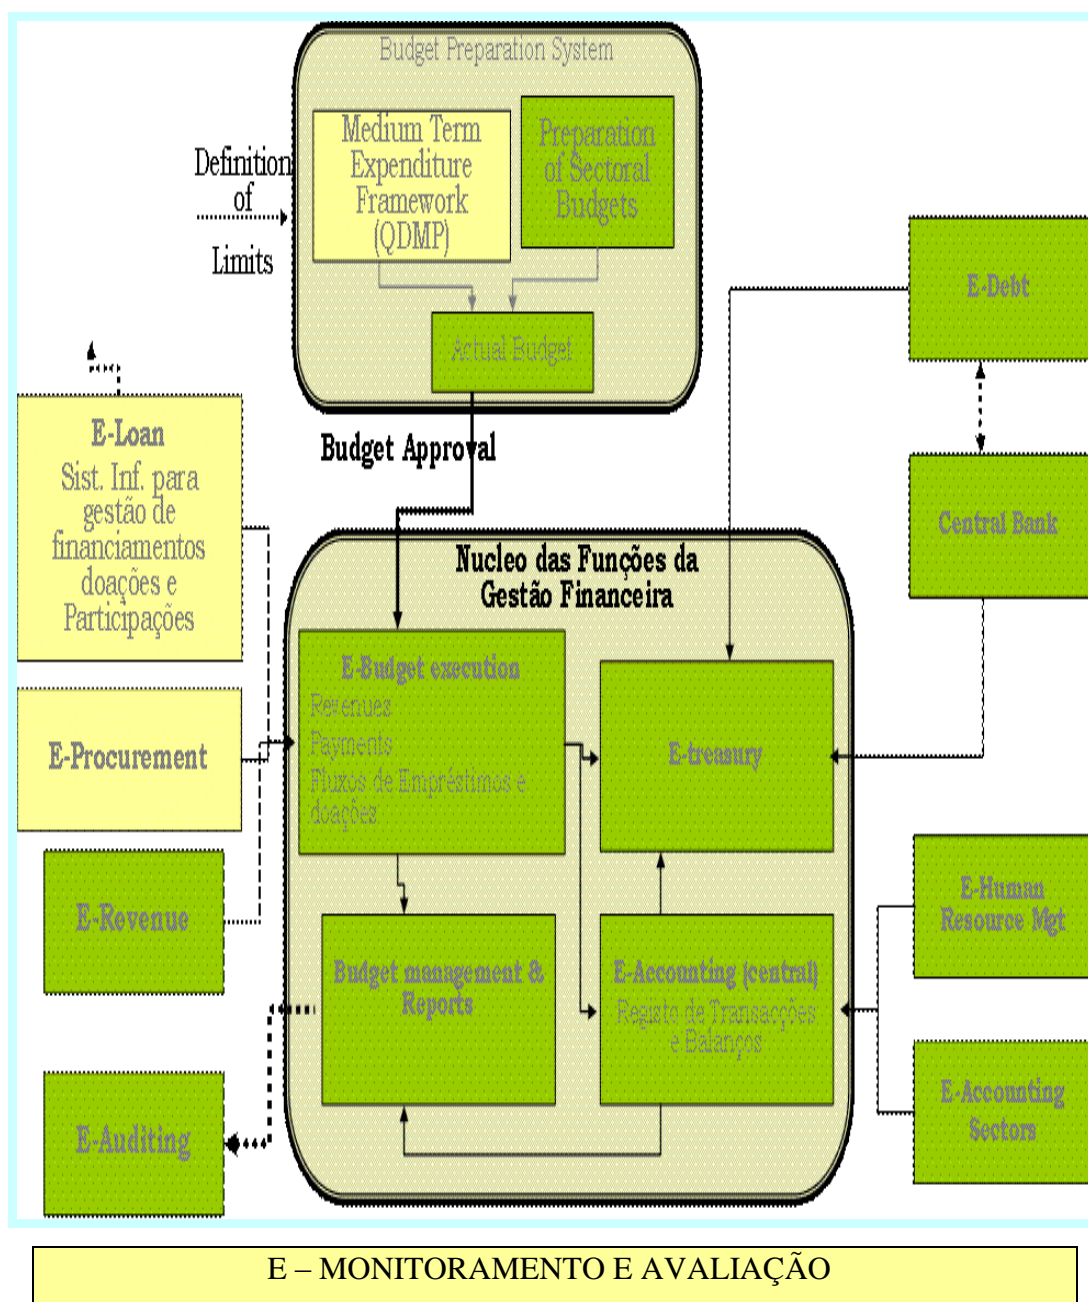 Budget Preparation System
Medium Term
Expenditure
Framework
(QDMP)
Preparation
of Sectoral
Budgets
Definition
of
Limits
Actual Budget
E-Debt
Budget Approval
E-Loan
Sist. Inf. para
gestão de
financiamentos
doações e
Participações
Central Bank
Nucleo das Funções da
Gestão Financeira
E-Budget execution
Revenues
Payments
Fluxos de Empréstimos e
doações
E-treasury
E-Procurement
E-Revenue
E-Human
Resource Mgt
Budget management &
Reports
E-Accounting (central)
Registo de Transacções
e Balanços
E-Auditing
E-Accounting
Sectors
E – MONITORAMENTO E AVALIAÇÃO